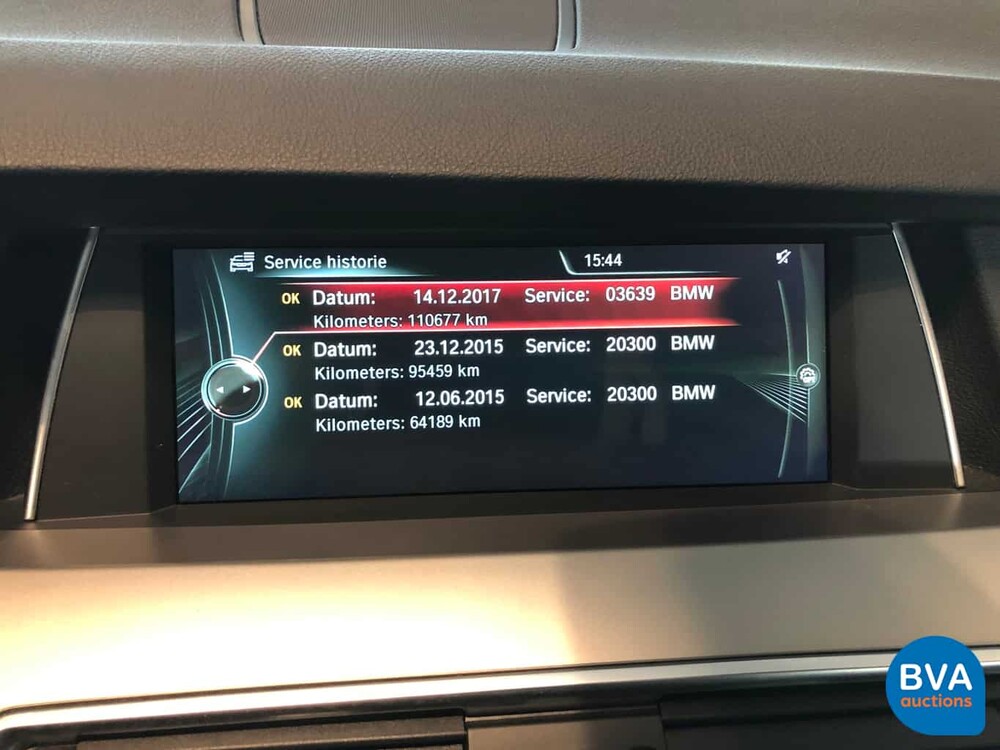 Service historie 15:44
OK Datum: 14.12.2017 Service: 03639 BMW
Kilometers: 110677 km
OK Datum: 23.12.2015 Service: 20300 BMW
Kilometers: 95459 km
OK Datum: 12.06.2015 Service: 20300 BMW
Kilometers: 64189 km
BVA
auctions